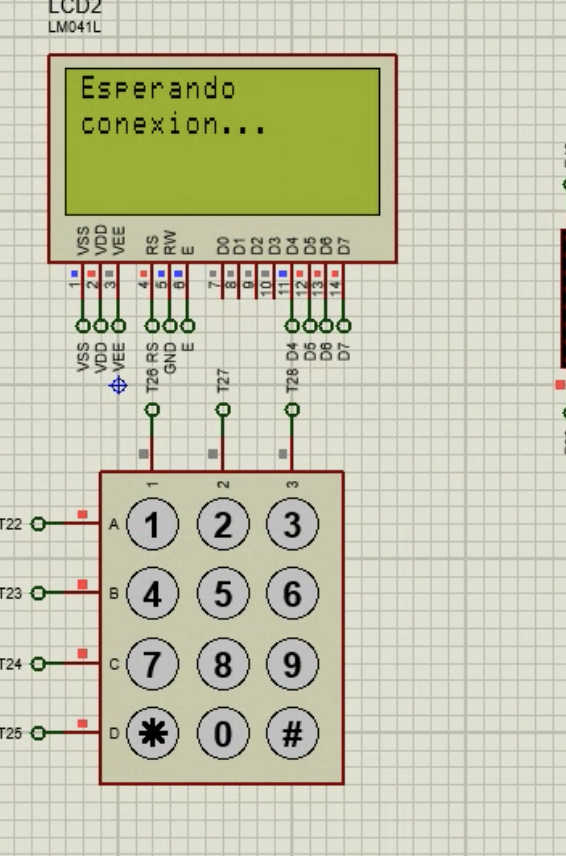 LCD2
LM041L
Esperando
conexion...
VSS VDD VEE RS RW E D0 D1 D2 D3 D4 D5 D6 D7
1 2 3 4 5 6 7 8 9 10 11 12 13 14
VSS VDD VEE RS GND E D4 D5 D6 D7
T26 T27 T28
1 2 3
T22 A 1 2 3
T23 B 4 5 6
T24 C 7 8 9
T25 D * 0 #